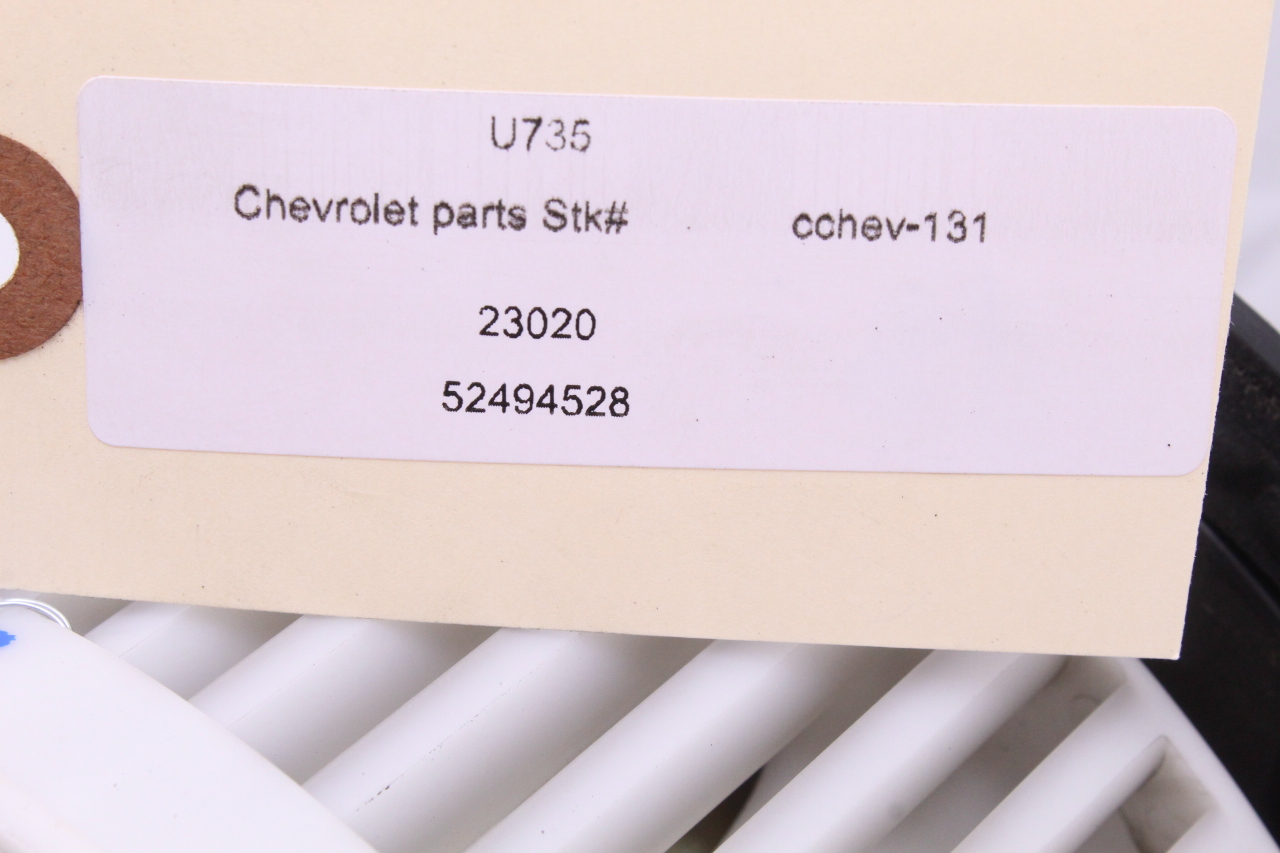 U735
Chevrolet parts Stk# cchev-131
23020
52494528